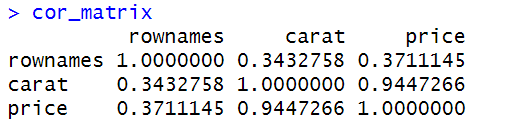 > cor_matrix
rownames carat price
rownames 1.0000000 0.3432758 0.3711145
carat 0.3432758 1.0000000 0.9447266
price 0.3711145 0.9447266 1.0000000